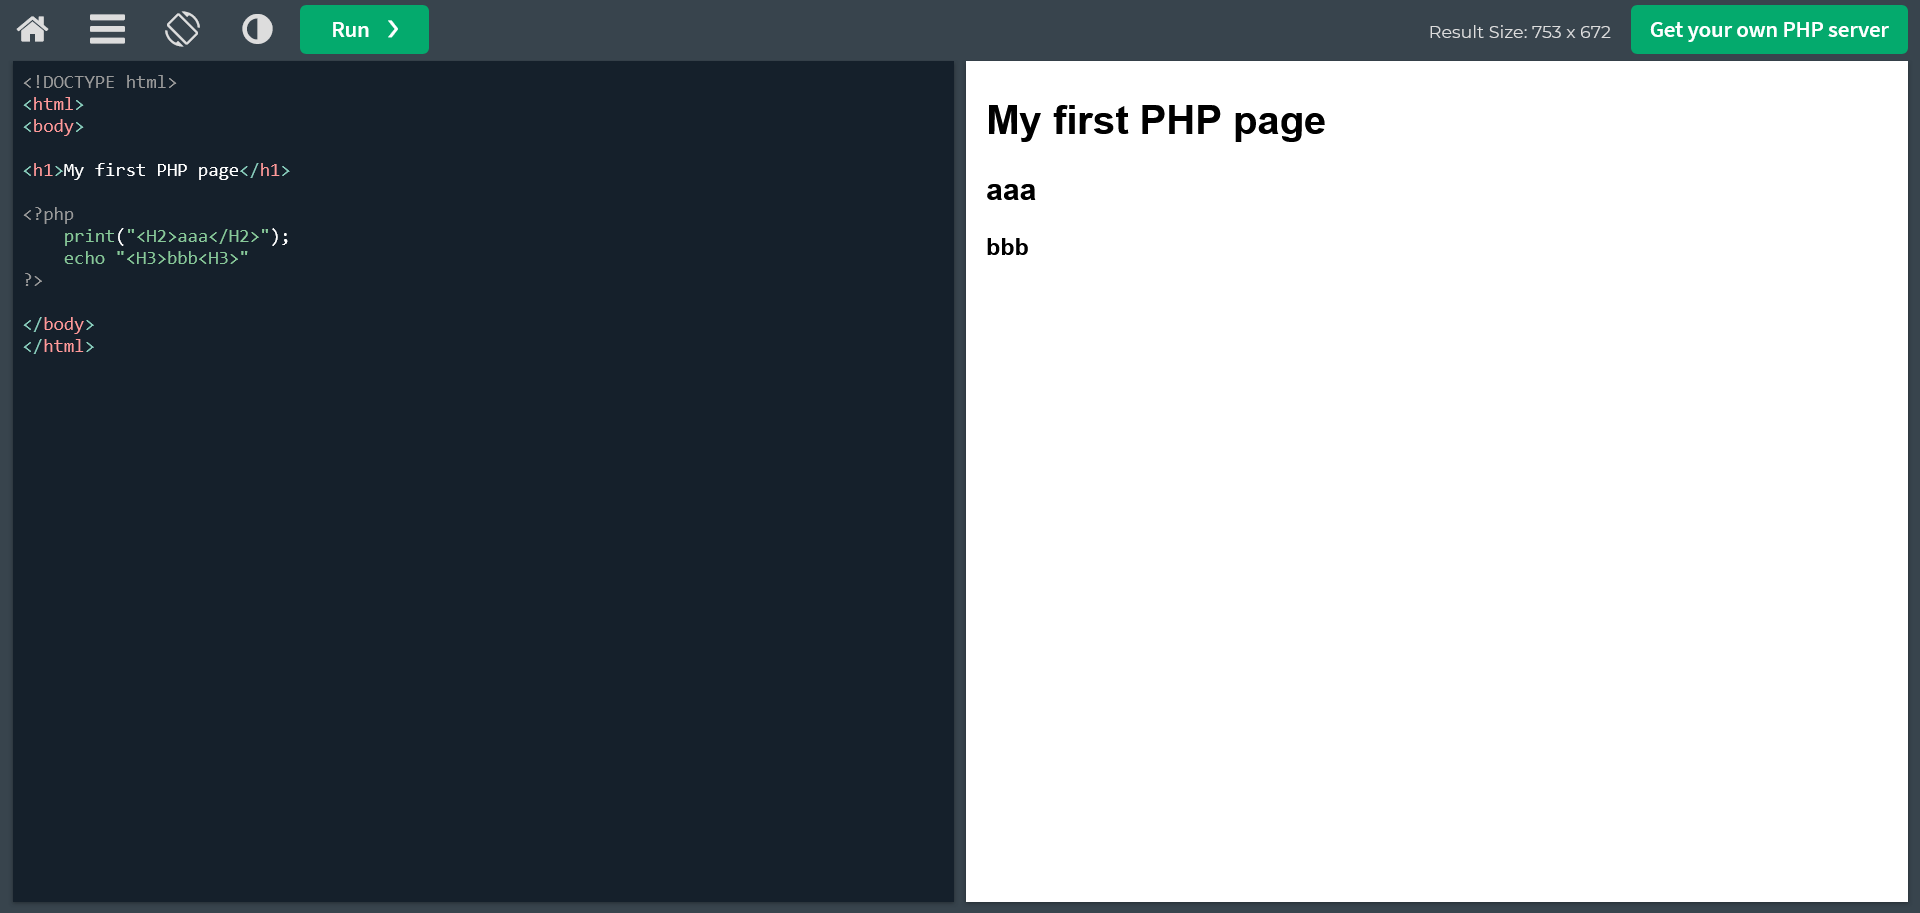 Run ❯
Result Size: 753 x 672
Get your own PHP server
<!DOCTYPE html>
<html>
<body>
<h1>My first PHP page</h1>
<?php
    print("<H2>aaa</H2>");
    echo "<H3>bbb<H3>"
?>
</body>
</html>
My first PHP page
aaa
bbb